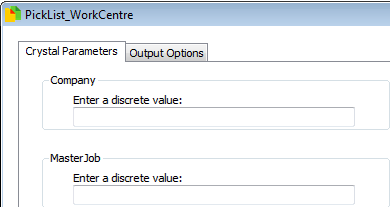 PickList_WorkCentre
Crystal Parameters Output Options
Company
Enter a discrete value:
MasterJob
Enter a discrete value: